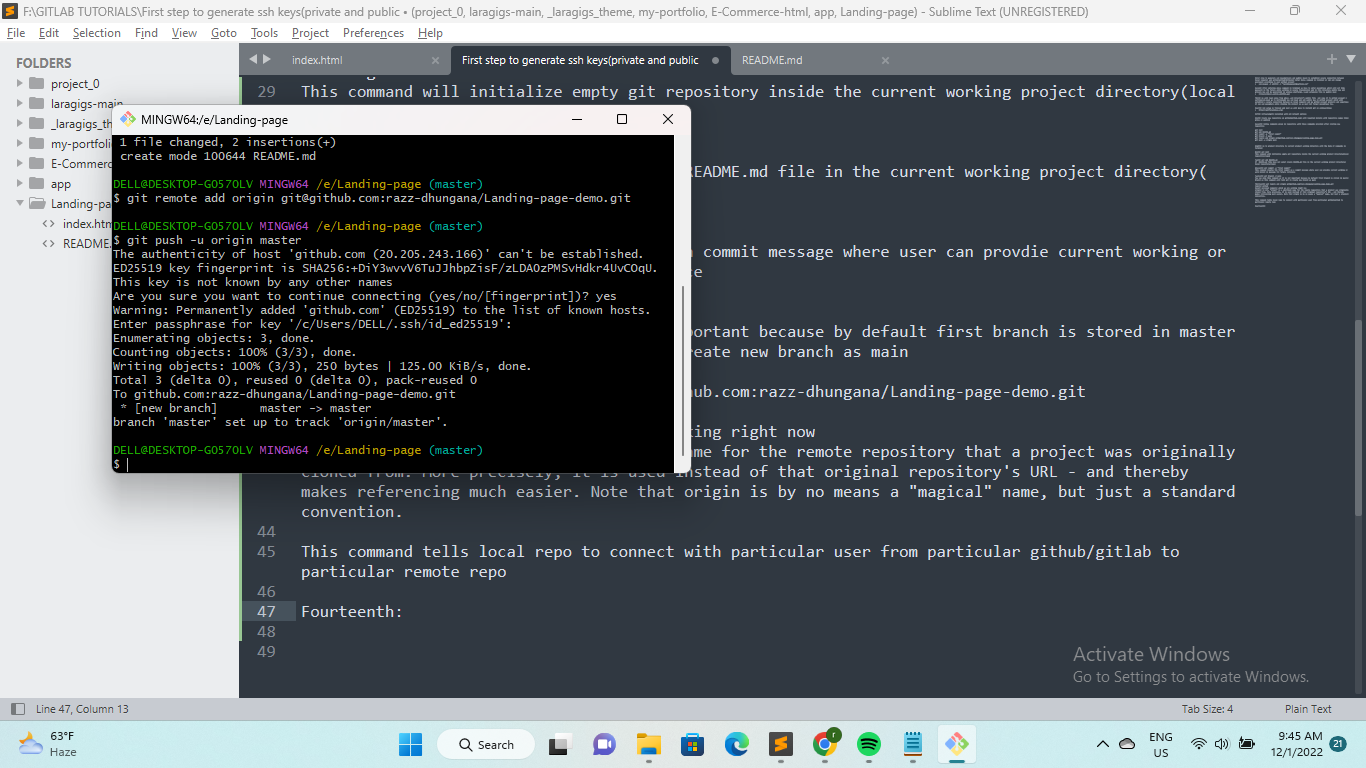 F:\GITLAB TUTORIALS\First step to generate ssh keys(private and public • (project_0, laragigs-main, _laragigs_theme, my-portfolio, E-Commerce-html, app, Landing-page) - Sublime Text (UNREGISTERED)
File Edit Selection Find View Goto Tools Project Preferences Help
FOLDERS
project_0
laragigs-main
_laragigs_th
my-portfoli
E-Commerc
app
Landing-pa
index.htm
README.
index.html
First step to generate ssh keys(private and public
README.md
29 This command will initialize empty git repository inside the current working project directory(local
README.md file in the current working project directory(
commit message where user can provdie current working or
portant because by default first branch is stored in master
reate new branch as main
hub.com:razz-dhungana/Landing-page-demo.git
king right now
me for the remote repository that a project was originally
cloned from. More precisely, it is used instead of that original repository's URL - and thereby
makes referencing much easier. Note that origin is by no means a "magical" name, but just a standard
convention.
44
45 This command tells local repo to connect with particular user from particular github/gitlab to
particular remote repo
46
47 Fourteenth:
48
49
MINGW64:/e/Landing-page
1 file changed, 2 insertions(+)
create mode 100644 README.md
DELL@DESKTOP-GO570LV MINGW64 /e/Landing-page (master)
$ git remote add origin git@github.com:razz-dhungana/Landing-page-demo.git
DELL@DESKTOP-GO570LV MINGW64 /e/Landing-page (master)
$ git push -u origin master
The authenticity of host 'github.com (20.205.243.166)' can't be established.
ED25519 key fingerprint is SHA256:+DiY3wvvV6TuJJhbpZisF/zLDA0zPMSvHdkr4UvCOqU.
This key is not known by any other names
Are you sure you want to continue connecting (yes/no/[fingerprint])? yes
Warning: Permanently added 'github.com' (ED25519) to the list of known hosts.
Enter passphrase for key '/c/Users/DELL/.ssh/id_ed25519':
Enumerating objects: 3, done.
Counting objects: 100% (3/3), done.
Writing objects: 100% (3/3), 250 bytes | 125.00 KiB/s, done.
Total 3 (delta 0), reused 0 (delta 0), pack-reused 0
To github.com:razz-dhungana/Landing-page-demo.git
* [new branch] master -> master
branch 'master' set up to track 'origin/master'.
DELL@DESKTOP-GO570LV MINGW64 /e/Landing-page (master)
$
Activate Windows
Go to Settings to activate Windows.
Line 47, Column 13
Tab Size: 4
Plain Text
63°F
Haze
Search
r
ENG
US
9:45 AM
12/1/2022
21